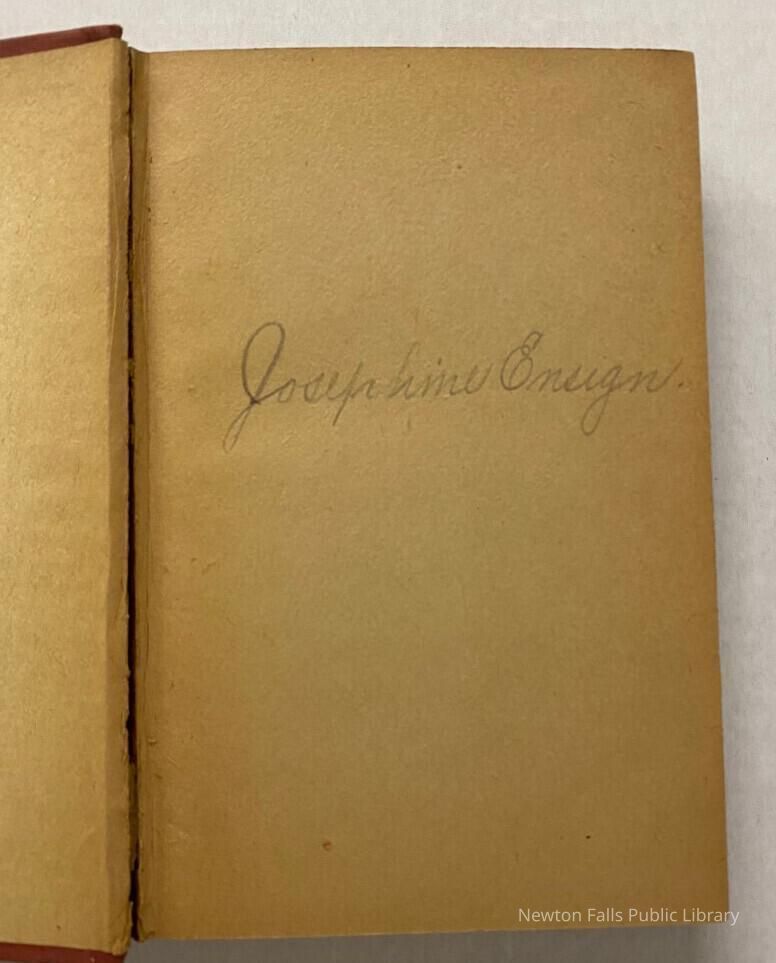 Josephine Ensign.
Newton Falls Public Library